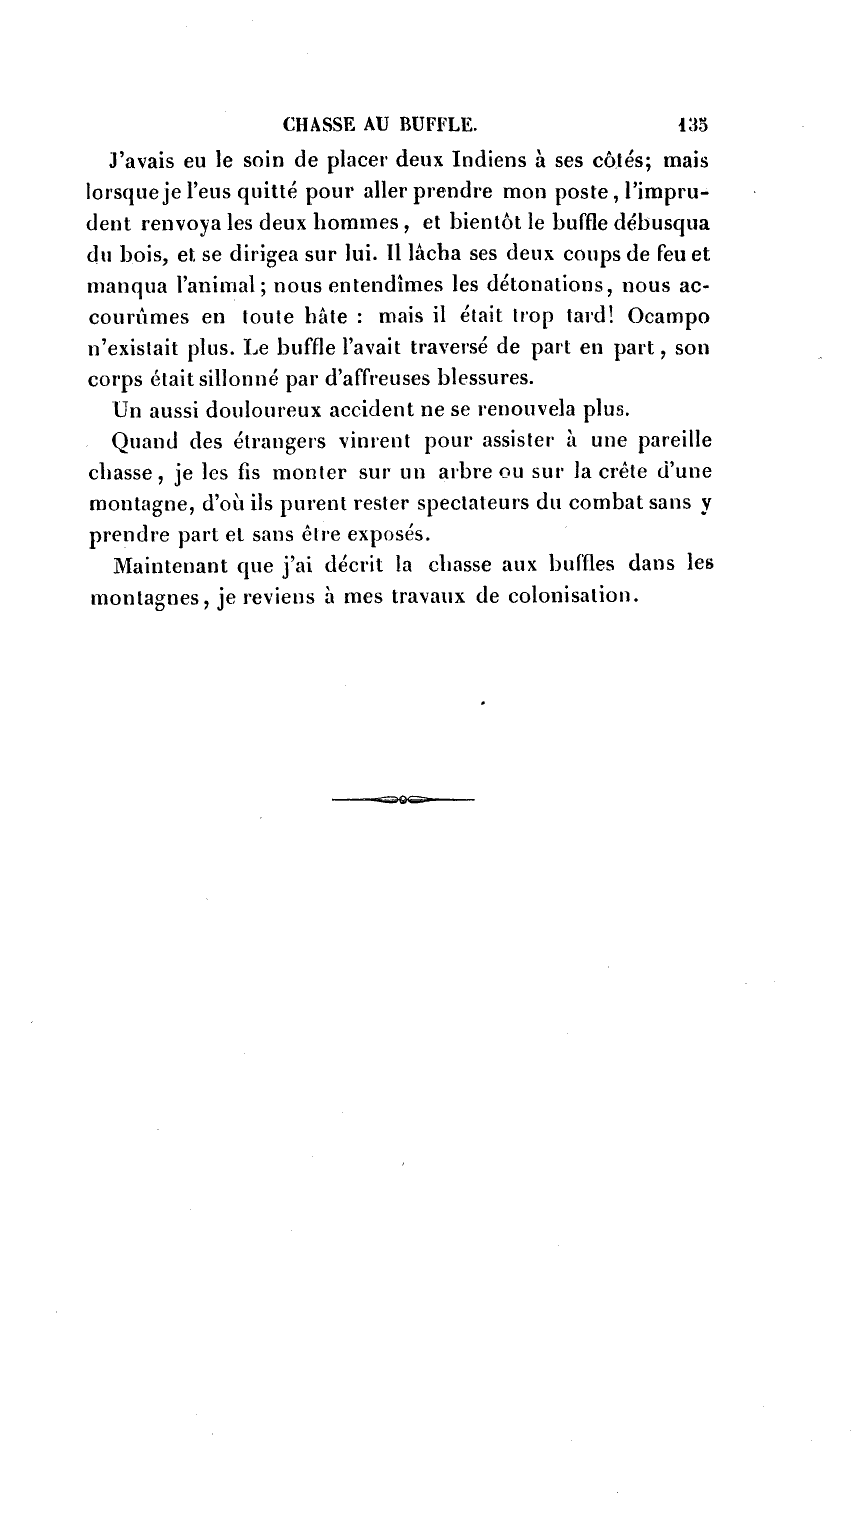 CHASSE AU BUFFLE. 135
J'avais eu le soin de placer deux Indiens à ses côtés; mais
lorsque je l'eus quitté pour aller prendre mon poste, l'impru-
dent renvoya les deux hommes, et bientôt le buffle débusqua
du bois, et se dirigea sur lui. Il lâcha ses deux coups de feu et
manqua l'animal; nous entendîmes les détonations, nous ac-
courûmes en toute hâte : mais il était trop tard! Ocampo
n'existait plus. Le buffle l'avait traversé de part en part, son
corps était sillonné par d'affreuses blessures.
Un aussi douloureux accident ne se renouvela plus.
Quand des étrangers vinrent pour assister à une pareille
chasse, je les fis monter sur un arbre ou sur la crête d'une
montagne, d'où ils purent rester spectateurs du combat sans y
prendre part et sans être exposés.
Maintenant que j'ai décrit la chasse aux buffles dans les
montagnes, je reviens à mes travaux de colonisation.